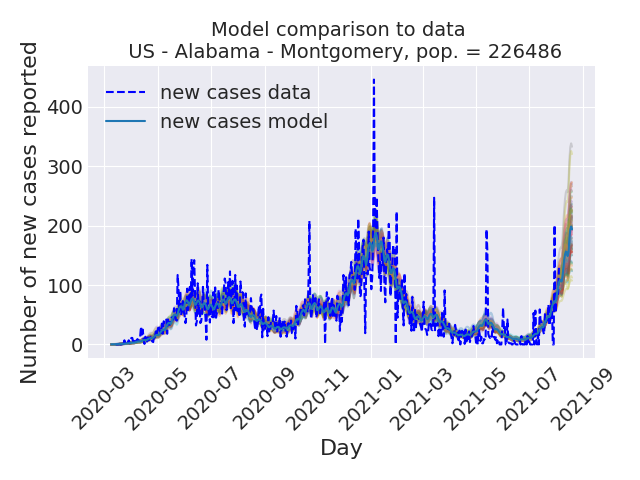 Model comparison to data
US - Alabama - Montgomery, pop. = 226486
Number of new cases reported
400
300
200
100
0
new cases data
new cases model
2020-03
2020-05
2020-07
2020-09
2020-11
2021-01
2021-03
2021-05
2021-07
2021-09
Day